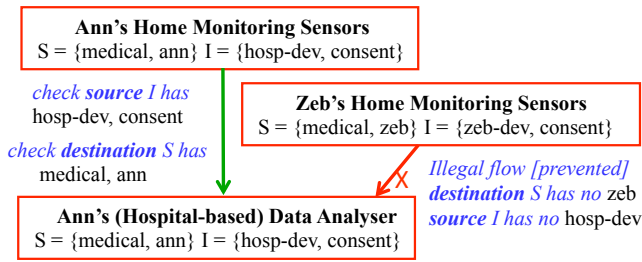 Ann's Home Monitoring Sensors
S = {medical, ann} I = {hosp-dev, consent}
check source I has
hosp-dev, consent
check destination S has
medical, ann
Zeb's Home Monitoring Sensors
S = {medical, zeb} I = {zeb-dev, consent}
X
Illegal flow [prevented]
destination S has no zeb
source I has no hosp-dev
Ann's (Hospital-based) Data Analyser
S = {medical, ann} I = {hosp-dev, consent}